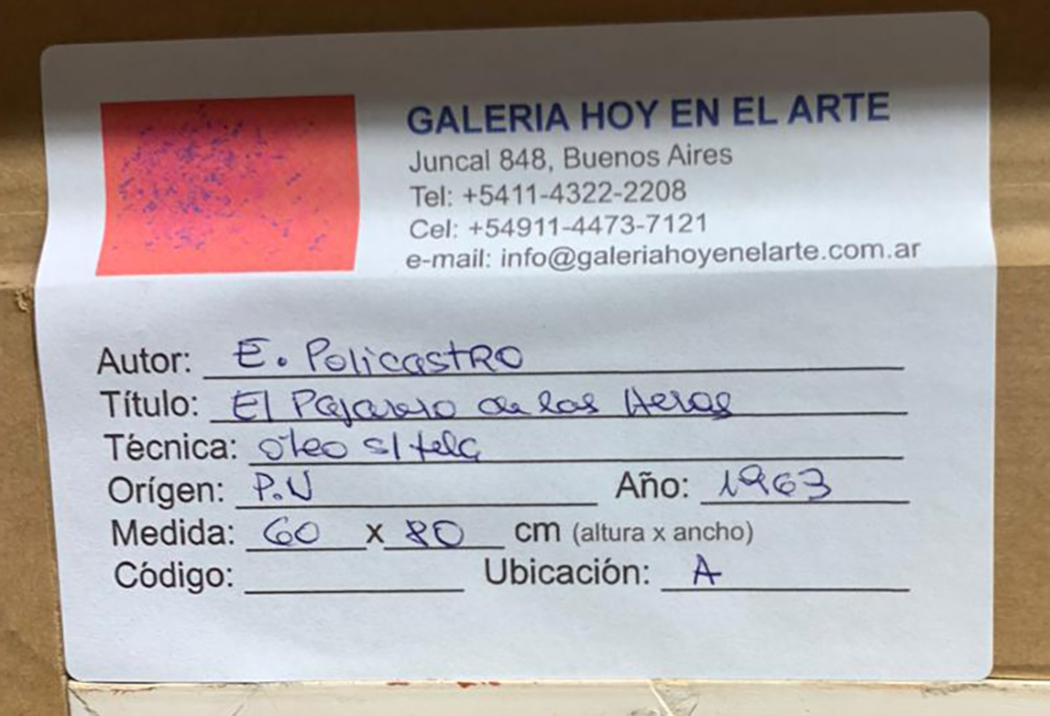 GALERIA HOY EN EL ARTE
Juncal 848, Buenos Aires
Tel: +5411-4322-2208
Cel: +54911-4473-7121
e-mail: info@galeriahoyenelarte.com.ar
Autor: E. Policastro
Título: El Pajarito de las Heras
Técnica: óleo s/tela
Orígen: P.V
Año: 1963
Medida: 60 x 80 cm (altura x ancho)
Código:
Ubicación: A